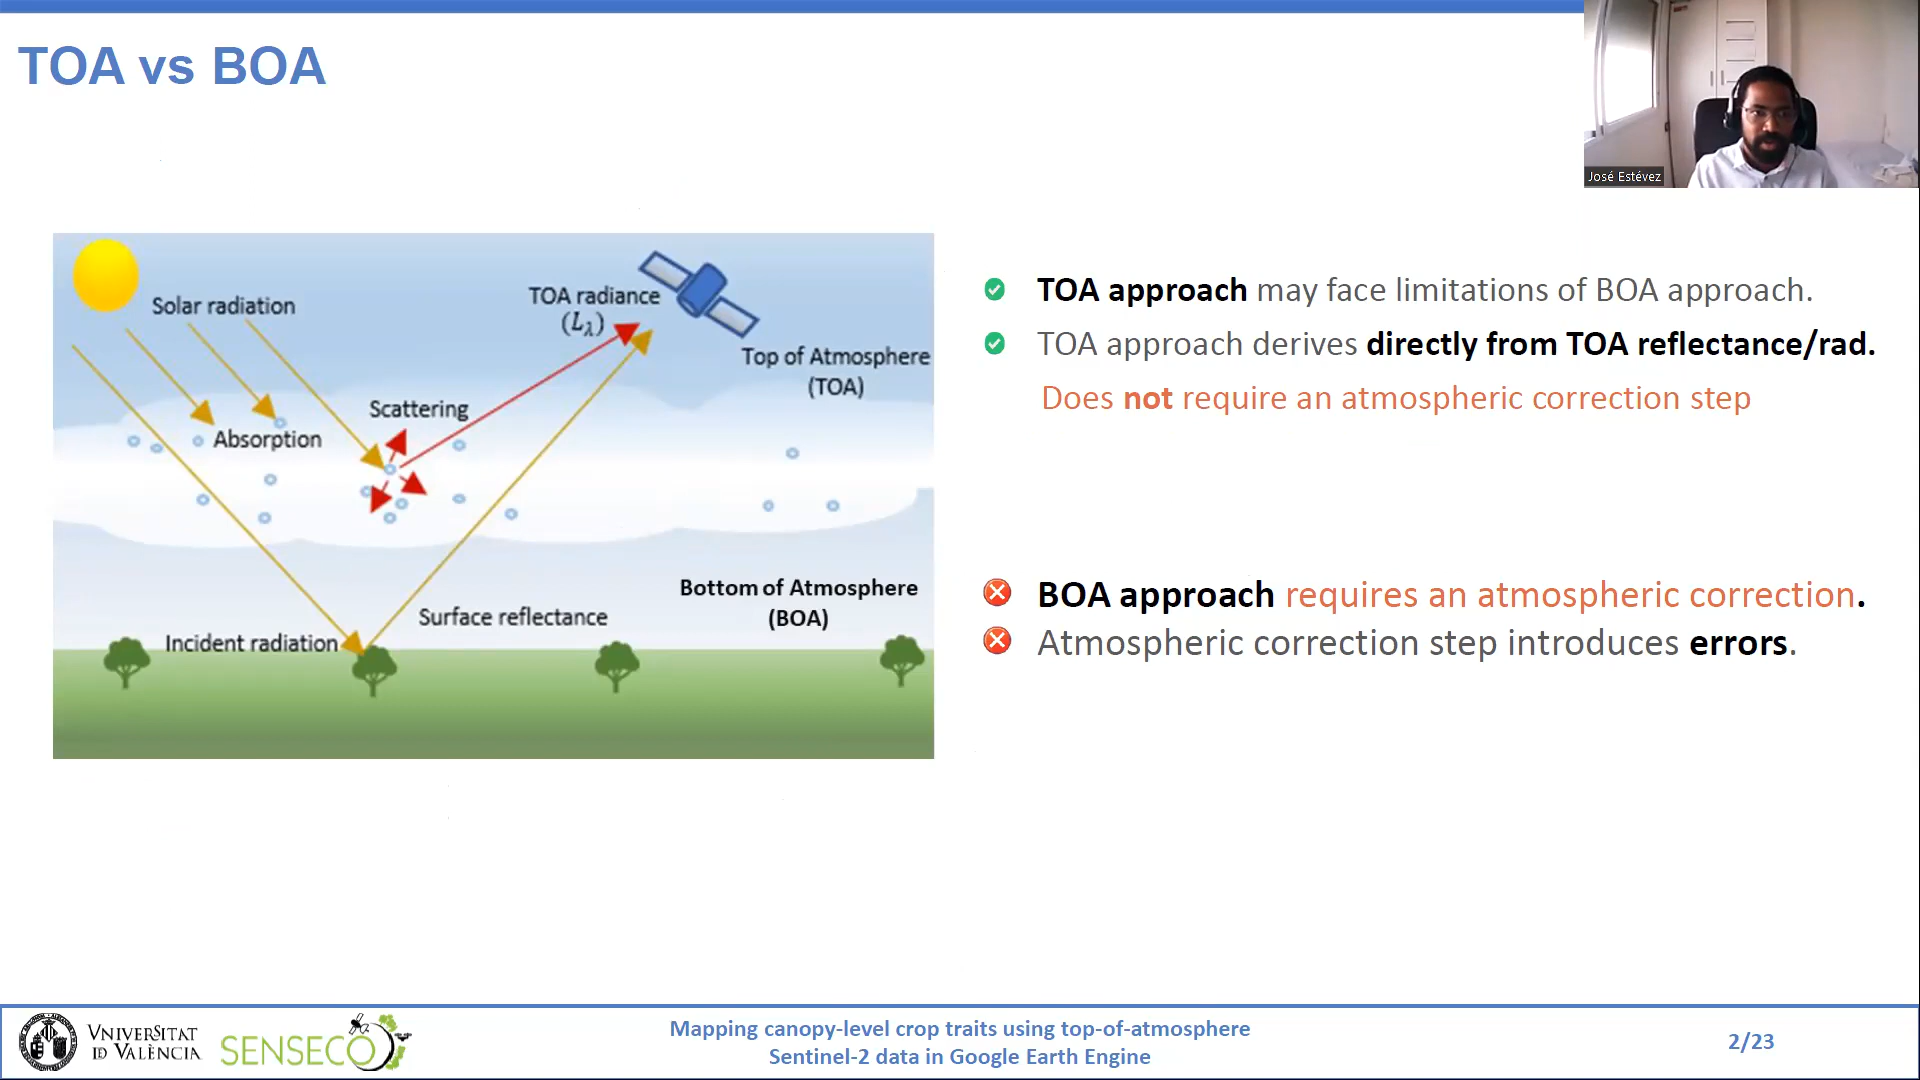 TOA vs BOA
José Estévez
Solar radiation
TOA radiance
(Lλ)
Top of Atmosphere
(TOA)
Scattering
Absorption
Bottom of Atmosphere
(BOA)
Surface reflectance
Incident radiation
TOA approach may face limitations of BOA approach.
TOA approach derives directly from TOA reflectance/rad.
Does not require an atmospheric correction step
BOA approach requires an atmospheric correction.
Atmospheric correction step introduces errors.
VNIVERSITAT
ID VALÈNCIA
SENSECO
Mapping canopy-level crop traits using top-of-atmosphere
Sentinel-2 data in Google Earth Engine
2/23